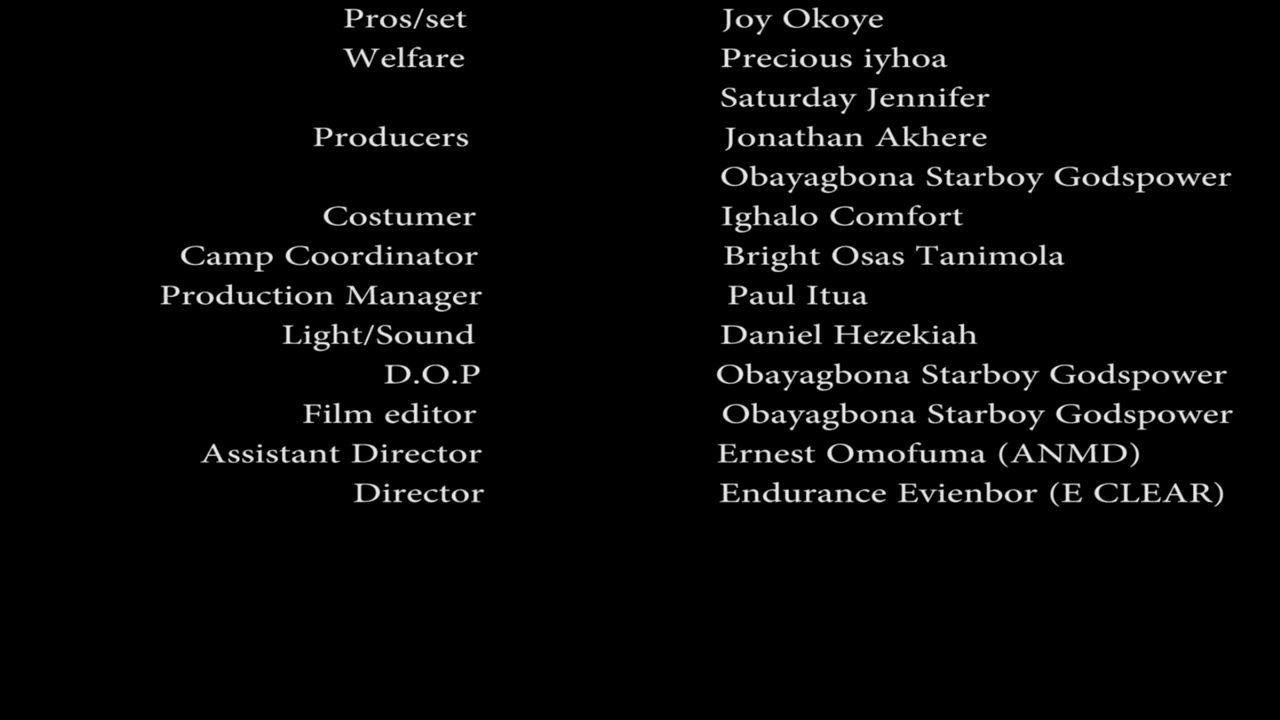 Pros/set Joy Okoye
Welfare Precious iyhoa
Saturday Jennifer
Producers Jonathan Akhere
Obayagbona Starboy Godspower
Costumer Ighalo Comfort
Camp Coordinator Bright Osas Tanimola
Production Manager Paul Itua
Light/Sound Daniel Hezekiah
D.O.P Obayagbona Starboy Godspower
Film editor Obayagbona Starboy Godspower
Assistant Director Ernest Omofuma (ANMD)
Director Endurance Evienbor (E CLEAR)